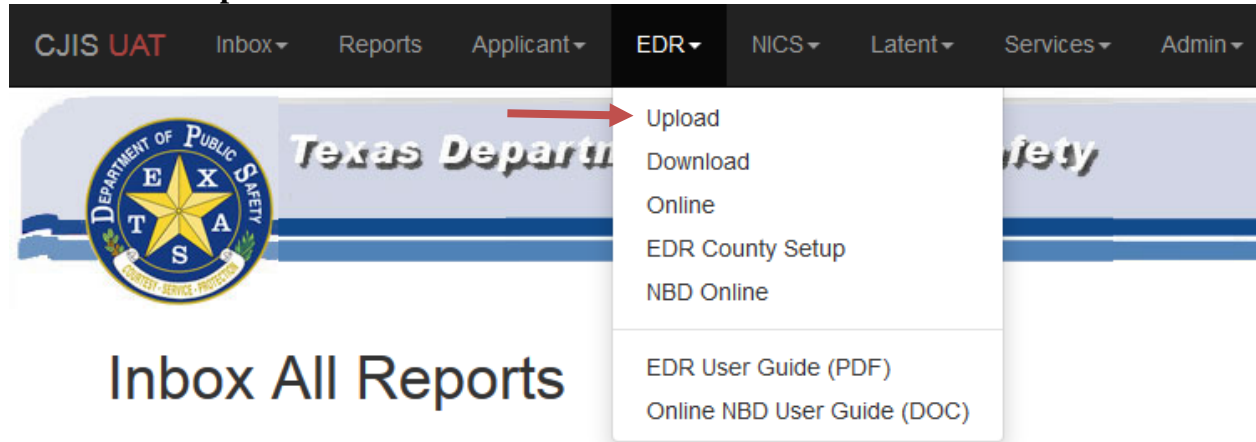 CJIS UAT Inbox Reports Applicant EDR NICS Latent Services Admin
Upload
Download
Online
EDR County Setup
NBD Online
EDR User Guide (PDF)
Online NBD User Guide (DOC)
Texas Departm fety
DEPARTMENT OF PUBLIC SAFETY
TEXAS
COURTESY-SERVICE-PROTECTION
Inbox All Reports